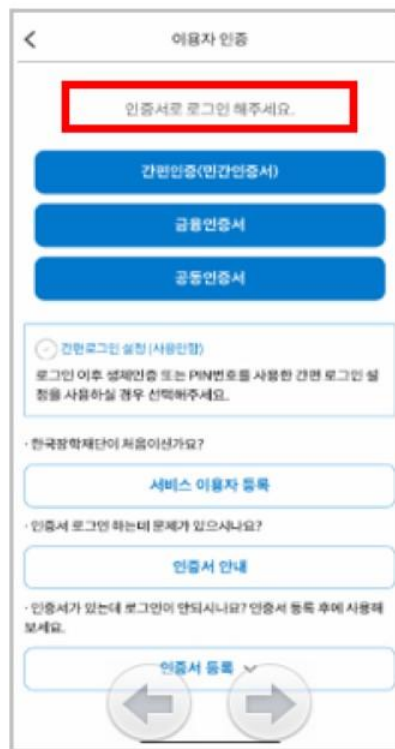 이용자 인증
인증서로 로그인 해주세요.
간편인증(민간인증서)
금융인증서
공동인증서
간편로그인 설정 (사용안함)
로그인 이후 생체인증 또는 PIN번호를 사용한 간편 로그인 설
정을 사용하실 경우 선택해주세요.
· 한국장학재단이 처음이신가요?
서비스 이용자 등록
· 인증서 로그인 하는데 문제가 있으시나요?
인증서 안내
· 인증서가 있는데 로그인이 안되시나요? 인증서 등록 후에 사용해
보세요.
인증서 등록